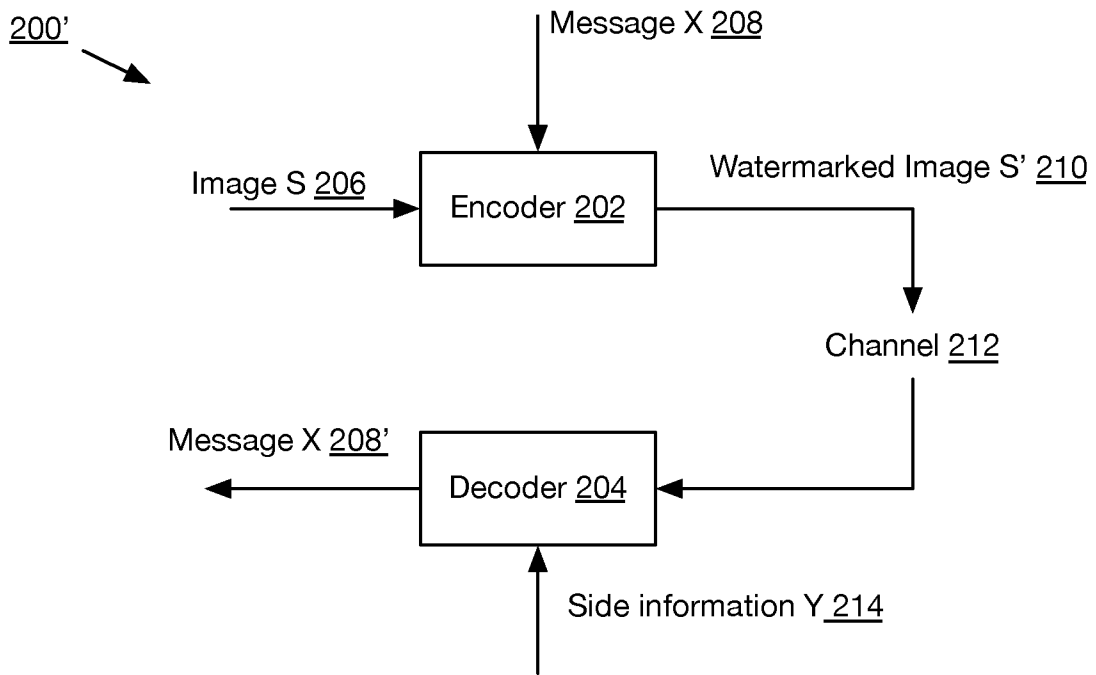 200’
Message X 208
Image S 206
Encoder 202
Watermarked Image S’ 210
Channel 212
Message X 208’
Decoder 204
Side information Y 214